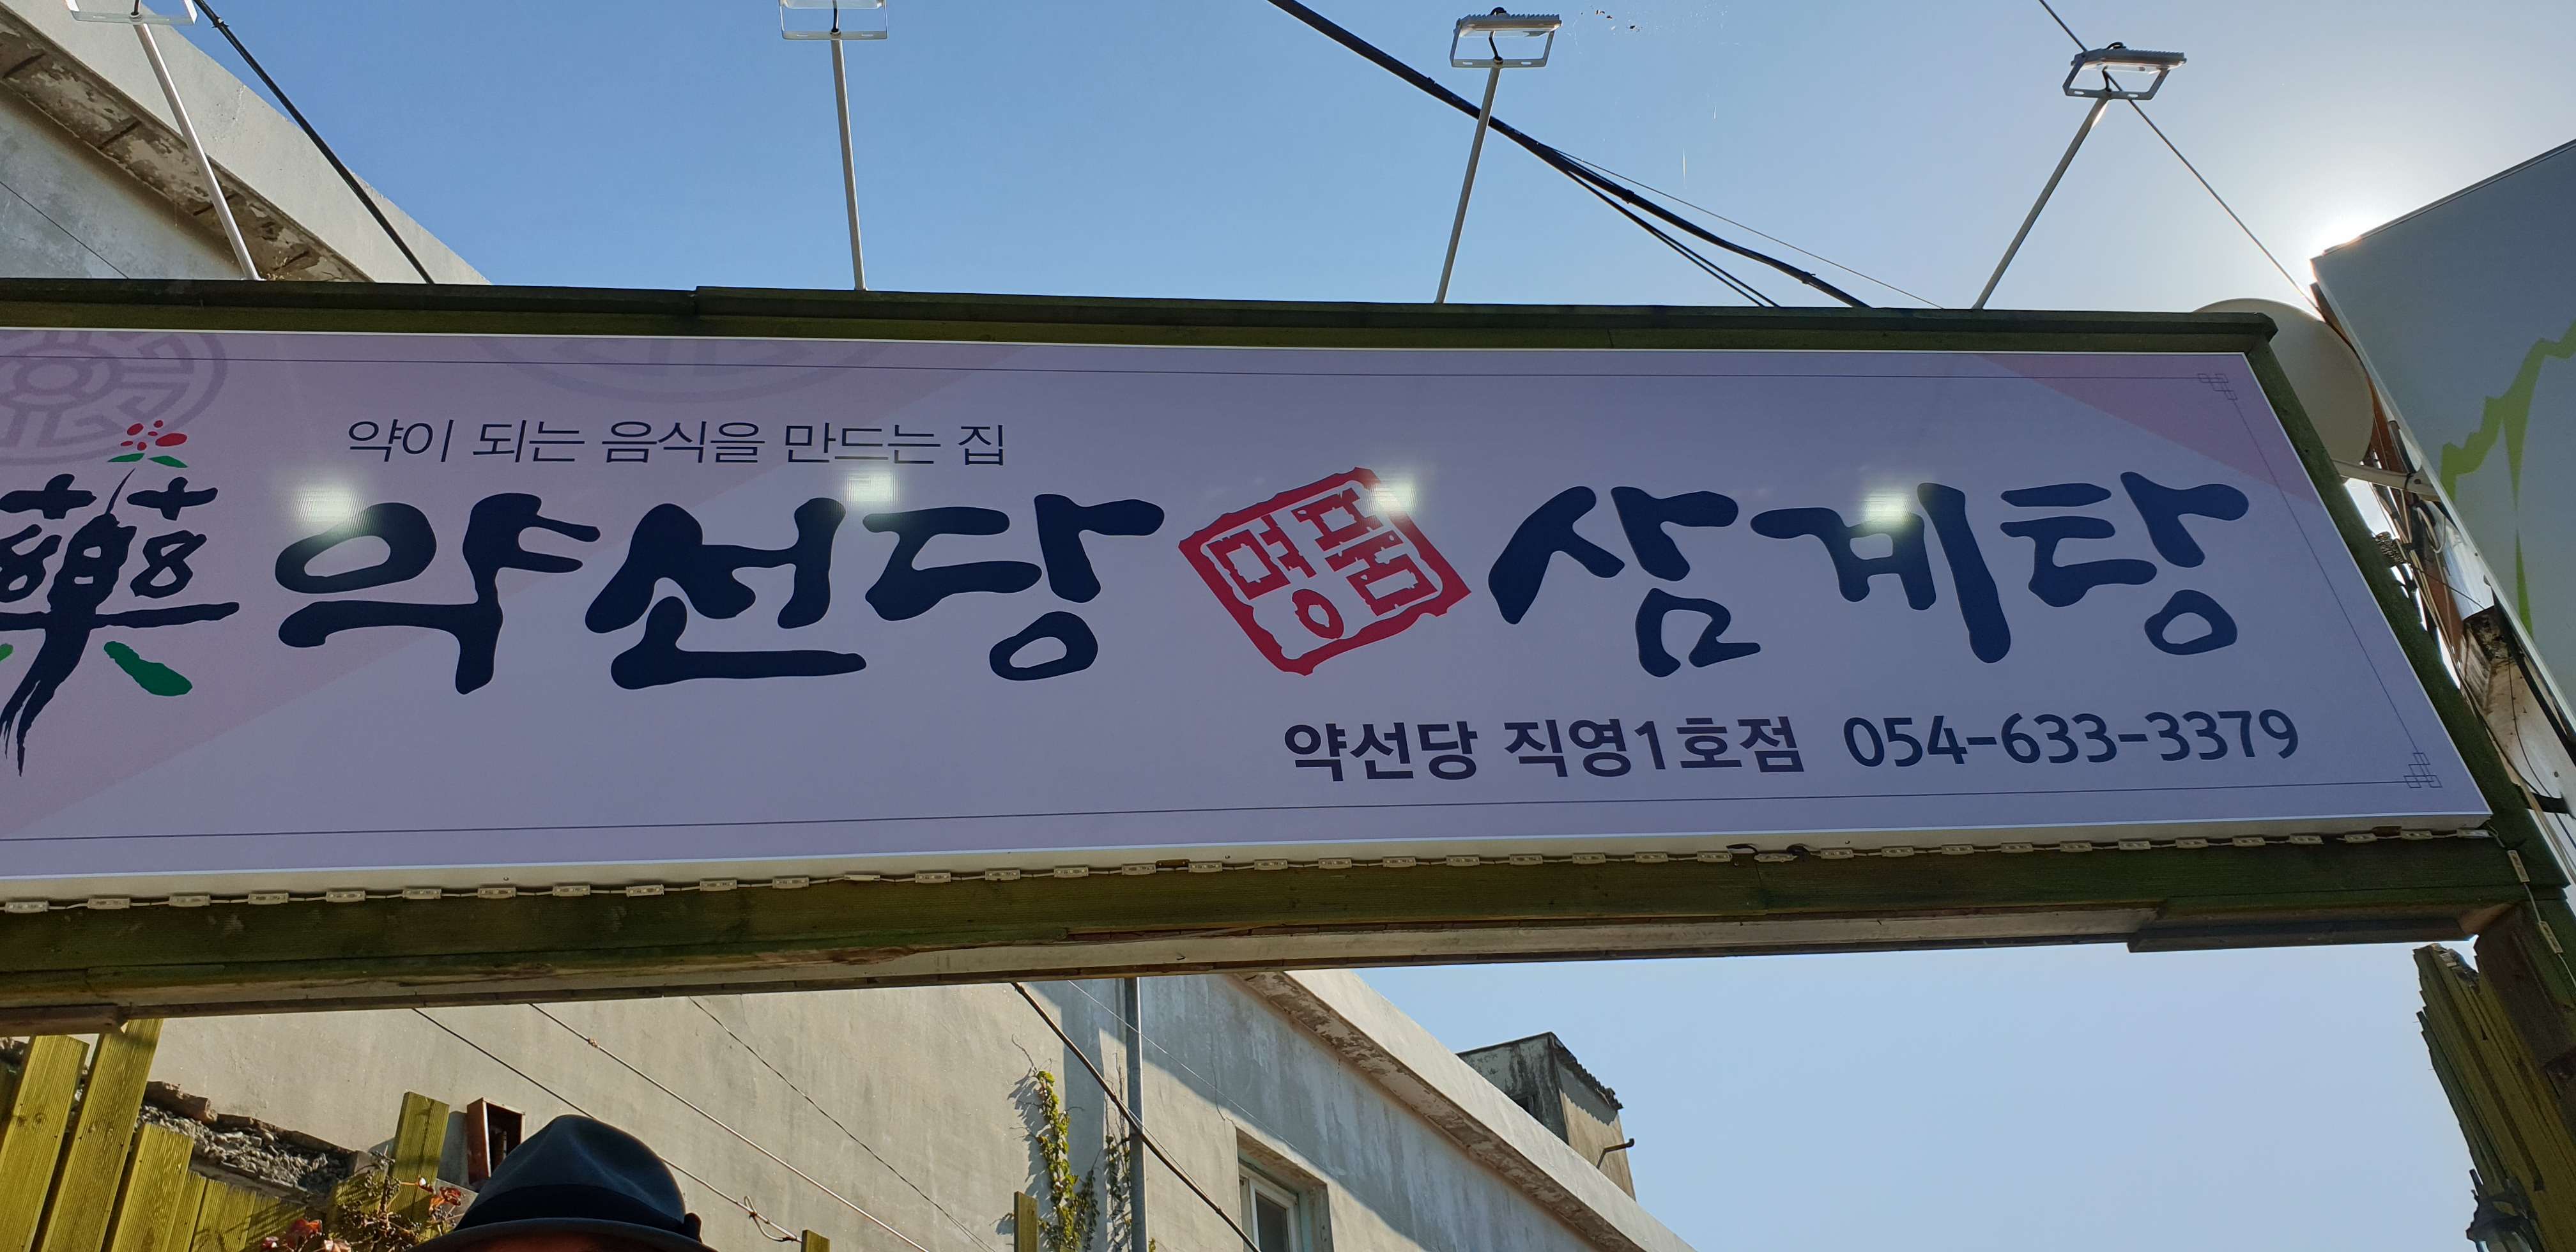 약이 되는 음식을 만드는 집
藥 약선당 명품 삼계탕
약선당 직영1호점 054-633-3379